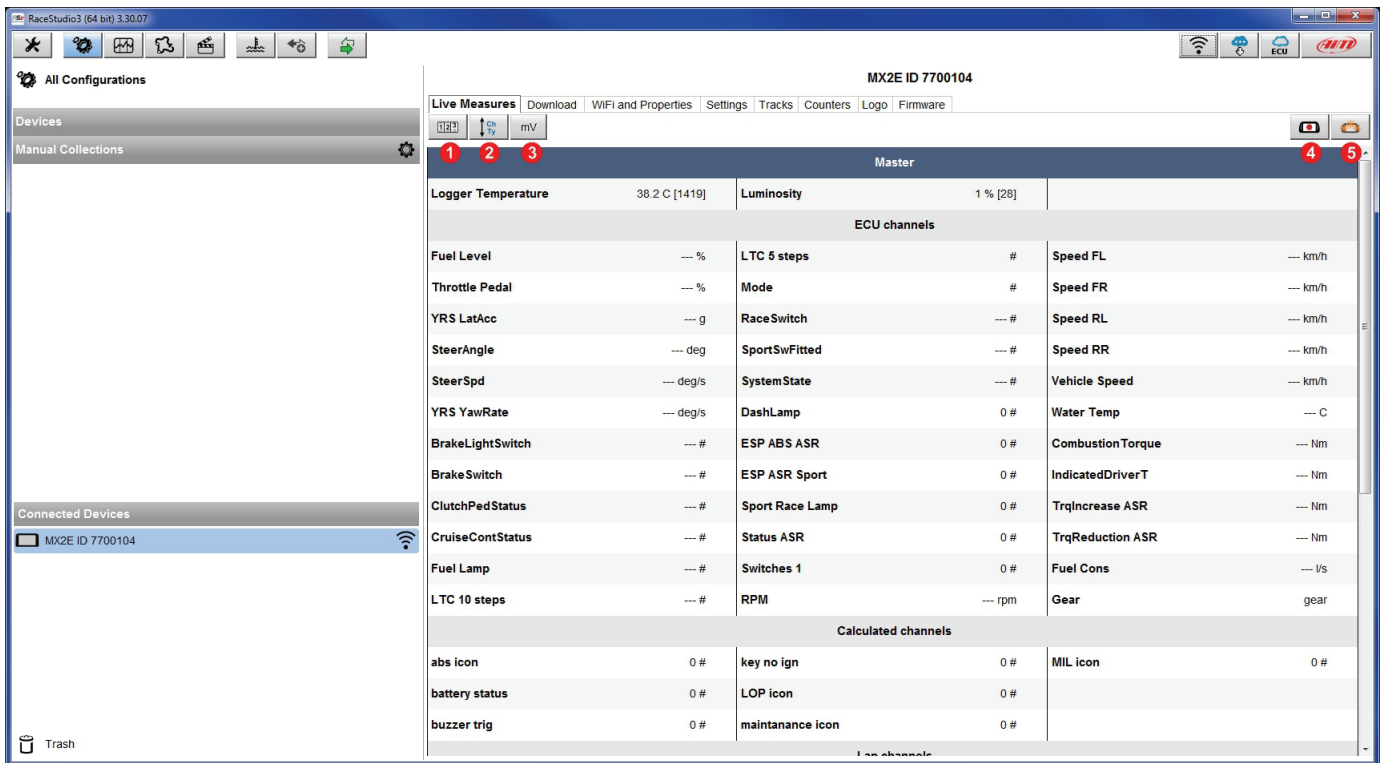 RaceStudio3 (64 bit) 3.30.07
ECU
AiM
All Configurations
MX2E ID 7700104
Live Measures Download WiFi and Properties Settings Tracks Counters Logo Firmware
Devices
123 Ch Ty mV
Manual Collections
1 2 3 4 5
Master
Logger Temperature 38.2 C [1419] Luminosity 1 % [28]
ECU channels
Fuel Level --- % LTC 5 steps # Speed FL --- km/h
Throttle Pedal --- % Mode # Speed FR --- km/h
YRS LatAcc --- g RaceSwitch --- # Speed RL --- km/h
SteerAngle --- deg SportSwFitted --- # Speed RR --- km/h
SteerSpd --- deg/s SystemState --- # Vehicle Speed --- km/h
YRS YawRate --- deg/s DashLamp 0 # Water Temp --- C
BrakeLightSwitch --- # ESP ABS ASR 0 # CombustionTorque --- Nm
BrakeSwitch --- # ESP ASR Sport 0 # IndicatedDriverT --- Nm
Connected Devices
ClutchPedStatus --- # Sport Race Lamp 0 # TrqIncrease ASR --- Nm
MX2E ID 7700104
CruiseContStatus --- # Status ASR 0 # TrqReduction ASR --- Nm
Fuel Lamp --- # Switches 1 0 # Fuel Cons --- l/s
LTC 10 steps --- # RPM --- rpm Gear gear
Calculated channels
abs icon 0 # key no ign 0 # MIL icon 0 #
battery status 0 # LOP icon 0 #
buzzer trig 0 # maintanance icon 0 #
Trash
Lap channels